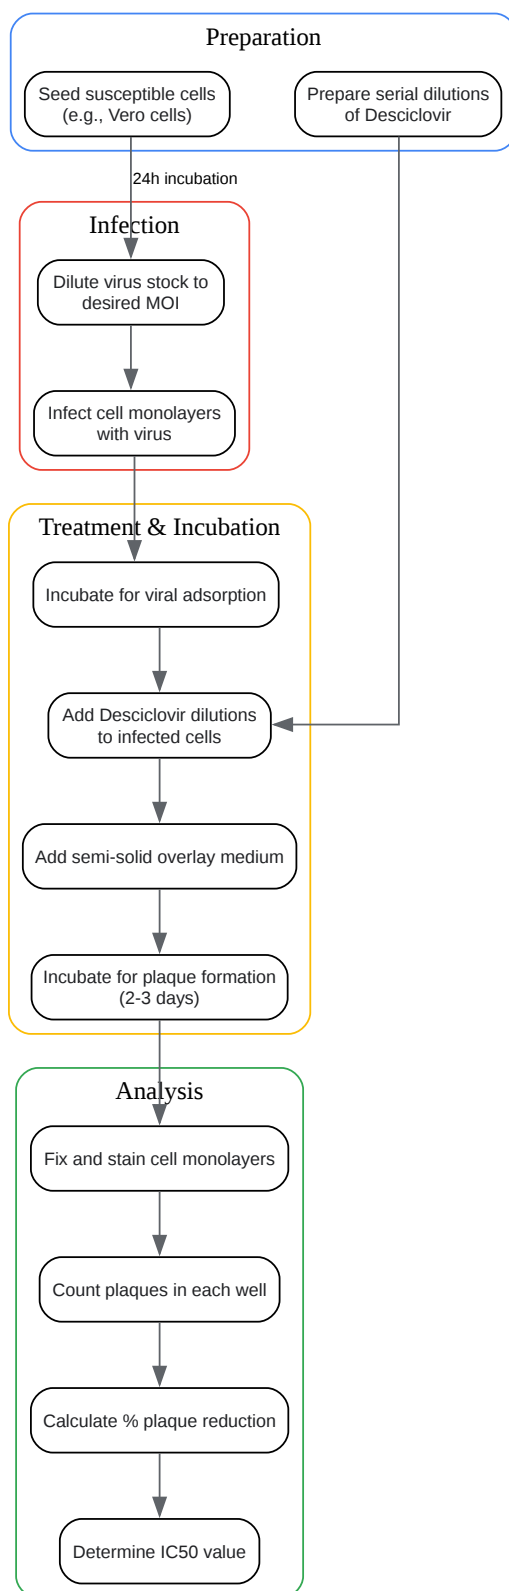 Preparation
Seed susceptible cells
(e.g., Vero cells)
Prepare serial dilutions
of Desciclovir
24h incubation
Infection
Dilute virus stock to
desired MOI
Infect cell monolayers
with virus
Treatment & Incubation
Incubate for viral adsorption
Add Desciclovir dilutions
to infected cells
Add semi-solid overlay medium
Incubate for plaque formation
(2-3 days)
Analysis
Fix and stain cell monolayers
Count plaques in each well
Calculate % plaque reduction
Determine IC50 value